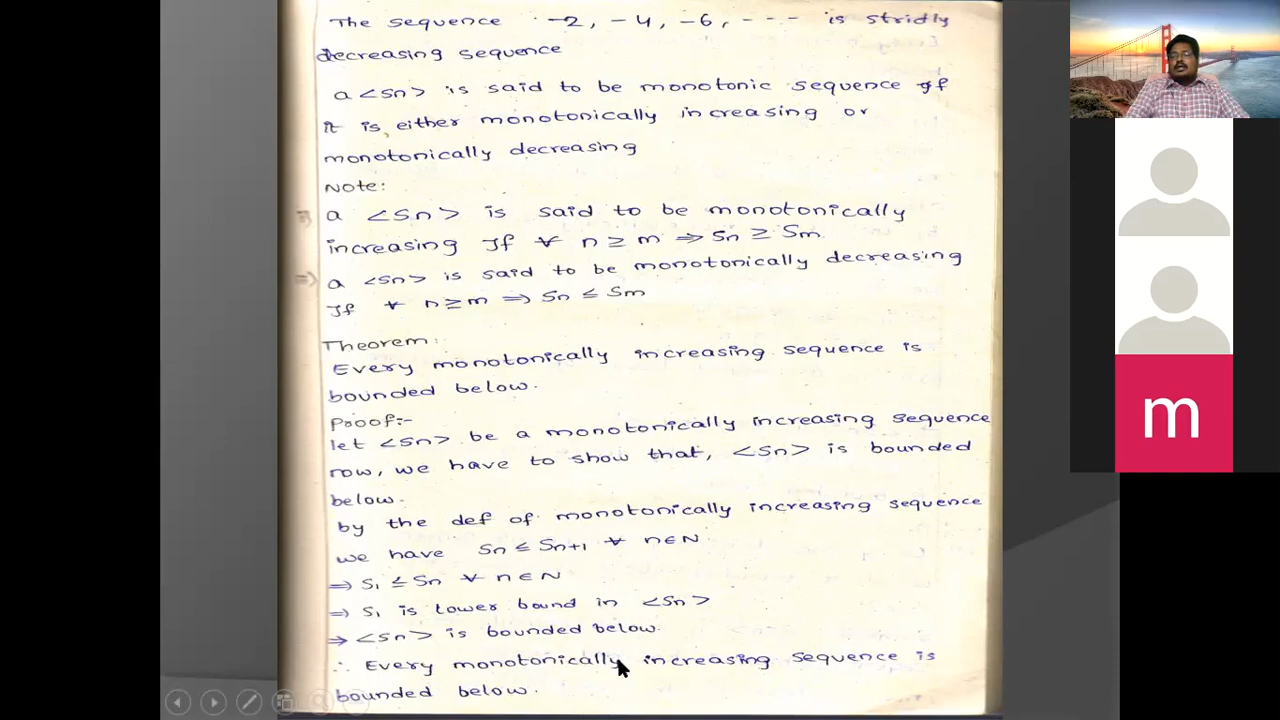 The sequence -2, -4, -6, --- is strictly
decreasing sequence
a <Sn> is said to be monotonic sequence If
it is, either monotonically increasing or
monotonically decreasing
Note:
a <Sn> is said to be monotonically
increasing If ∀ n ≥ m ⇒ Sn ≥ Sm
⇒ a <Sn> is said to be monotonically decreasing
If ∀ n ≥ m ⇒ Sn ≤ Sm
Theorem:
Every monotonically increasing sequence is
bounded below.
Proof:-
let <Sn> be a monotonically increasing sequence
now, we have to show that, <Sn> is bounded
below.
by the def of monotonically increasing sequence
we have Sn ≤ Sn+1 ∀ n∈N
⇒ S1 ≤ Sn ∀ n∈N
⇒ S1 is lower bound in <Sn>
⇒ <Sn> is bounded below.
∴ Every monotonically increasing sequence is
bounded below.
m